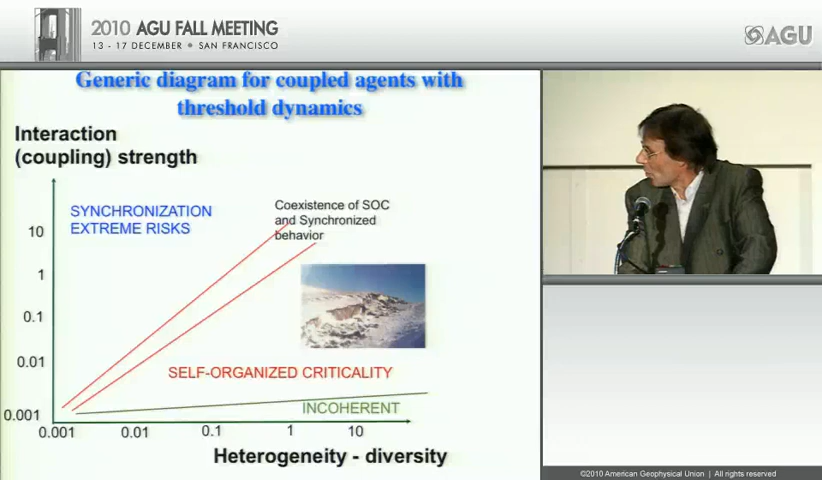 2010 AGU FALL MEETING
13 - 17 DECEMBER • SAN FRANCISCO
AGU
Generic diagram for coupled agents with
threshold dynamics
Interaction
(coupling) strength
SYNCHRONIZATION
EXTREME RISKS
Coexistence of SOC
and Synchronized
behavior
10
1
0.1
0.01
0.001
SELF-ORGANIZED CRITICALITY
INCOHERENT
0.001 0.01 0.1 1 10
Heterogeneity - diversity
©2010 American Geophysical Union | All rights reserved